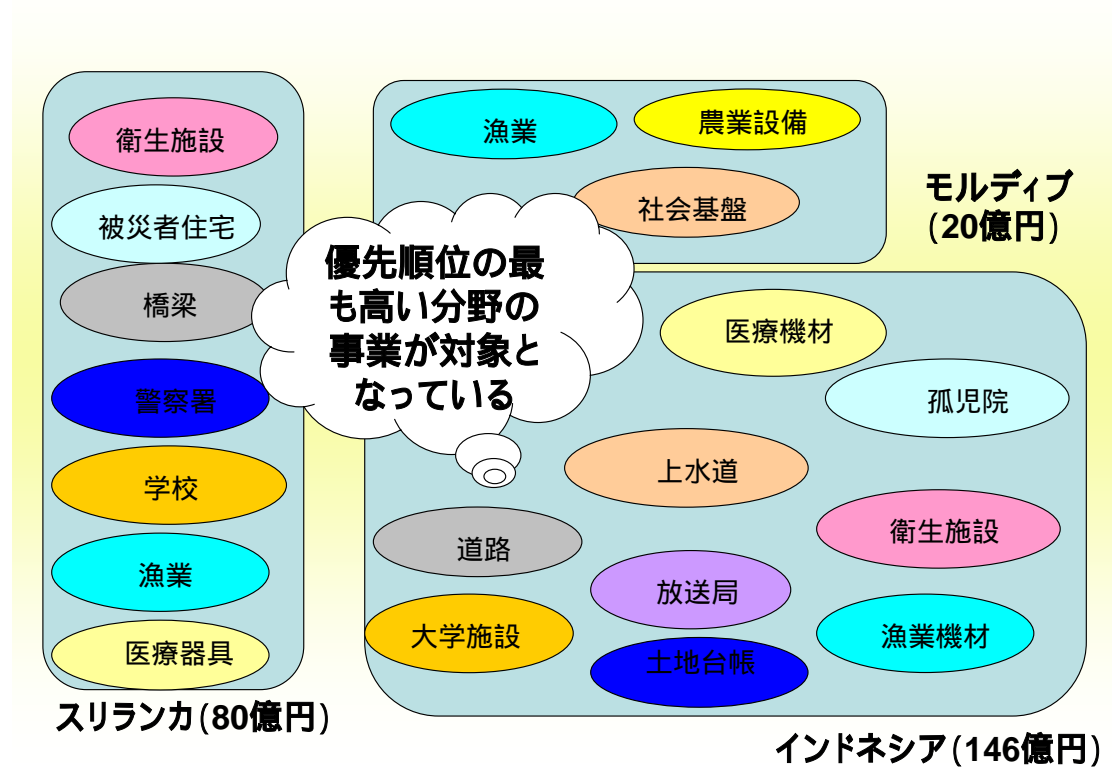 衛生施設
被災者住宅
橋梁
警察署
学校
漁業
医療器具
スリランカ(80億円)
漁業
農業設備
社会基盤
モルディブ
(20億円)
優先順位の最
も高い分野の
事業が対象と
なっている
医療機材
孤児院
上水道
衛生施設
道路
放送局
大学施設
漁業機材
土地台帳
インドネシア(146億円)